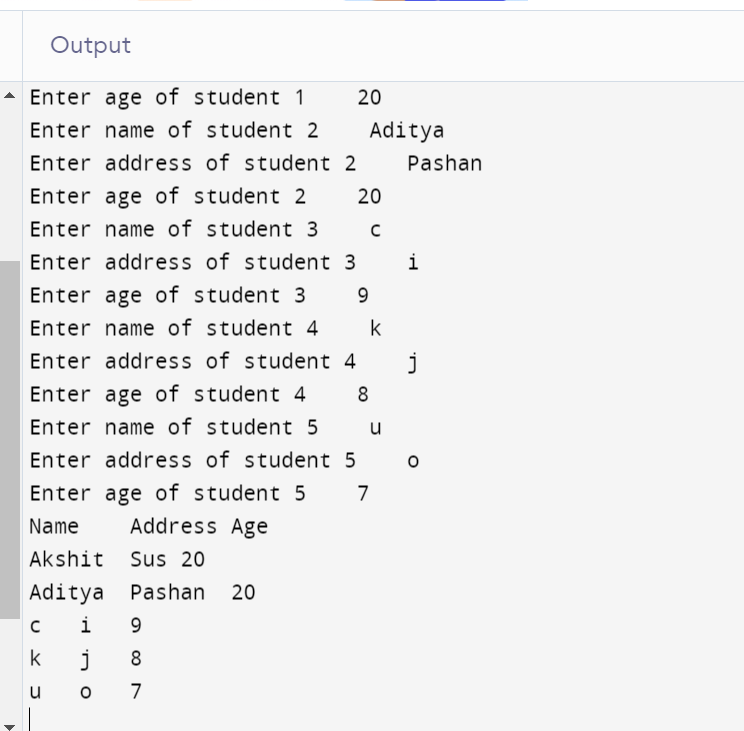 Output
Enter age of student 1    20
Enter name of student 2    Aditya
Enter address of student 2    Pashan
Enter age of student 2    20
Enter name of student 3    c
Enter address of student 3    i
Enter age of student 3    9
Enter name of student 4    k
Enter address of student 4    j
Enter age of student 4    8
Enter name of student 5    u
Enter address of student 5    o
Enter age of student 5    7
Name    Address Age
Akshit  Sus 20
Aditya  Pashan  20
c   i   9
k   j   8
u   o   7